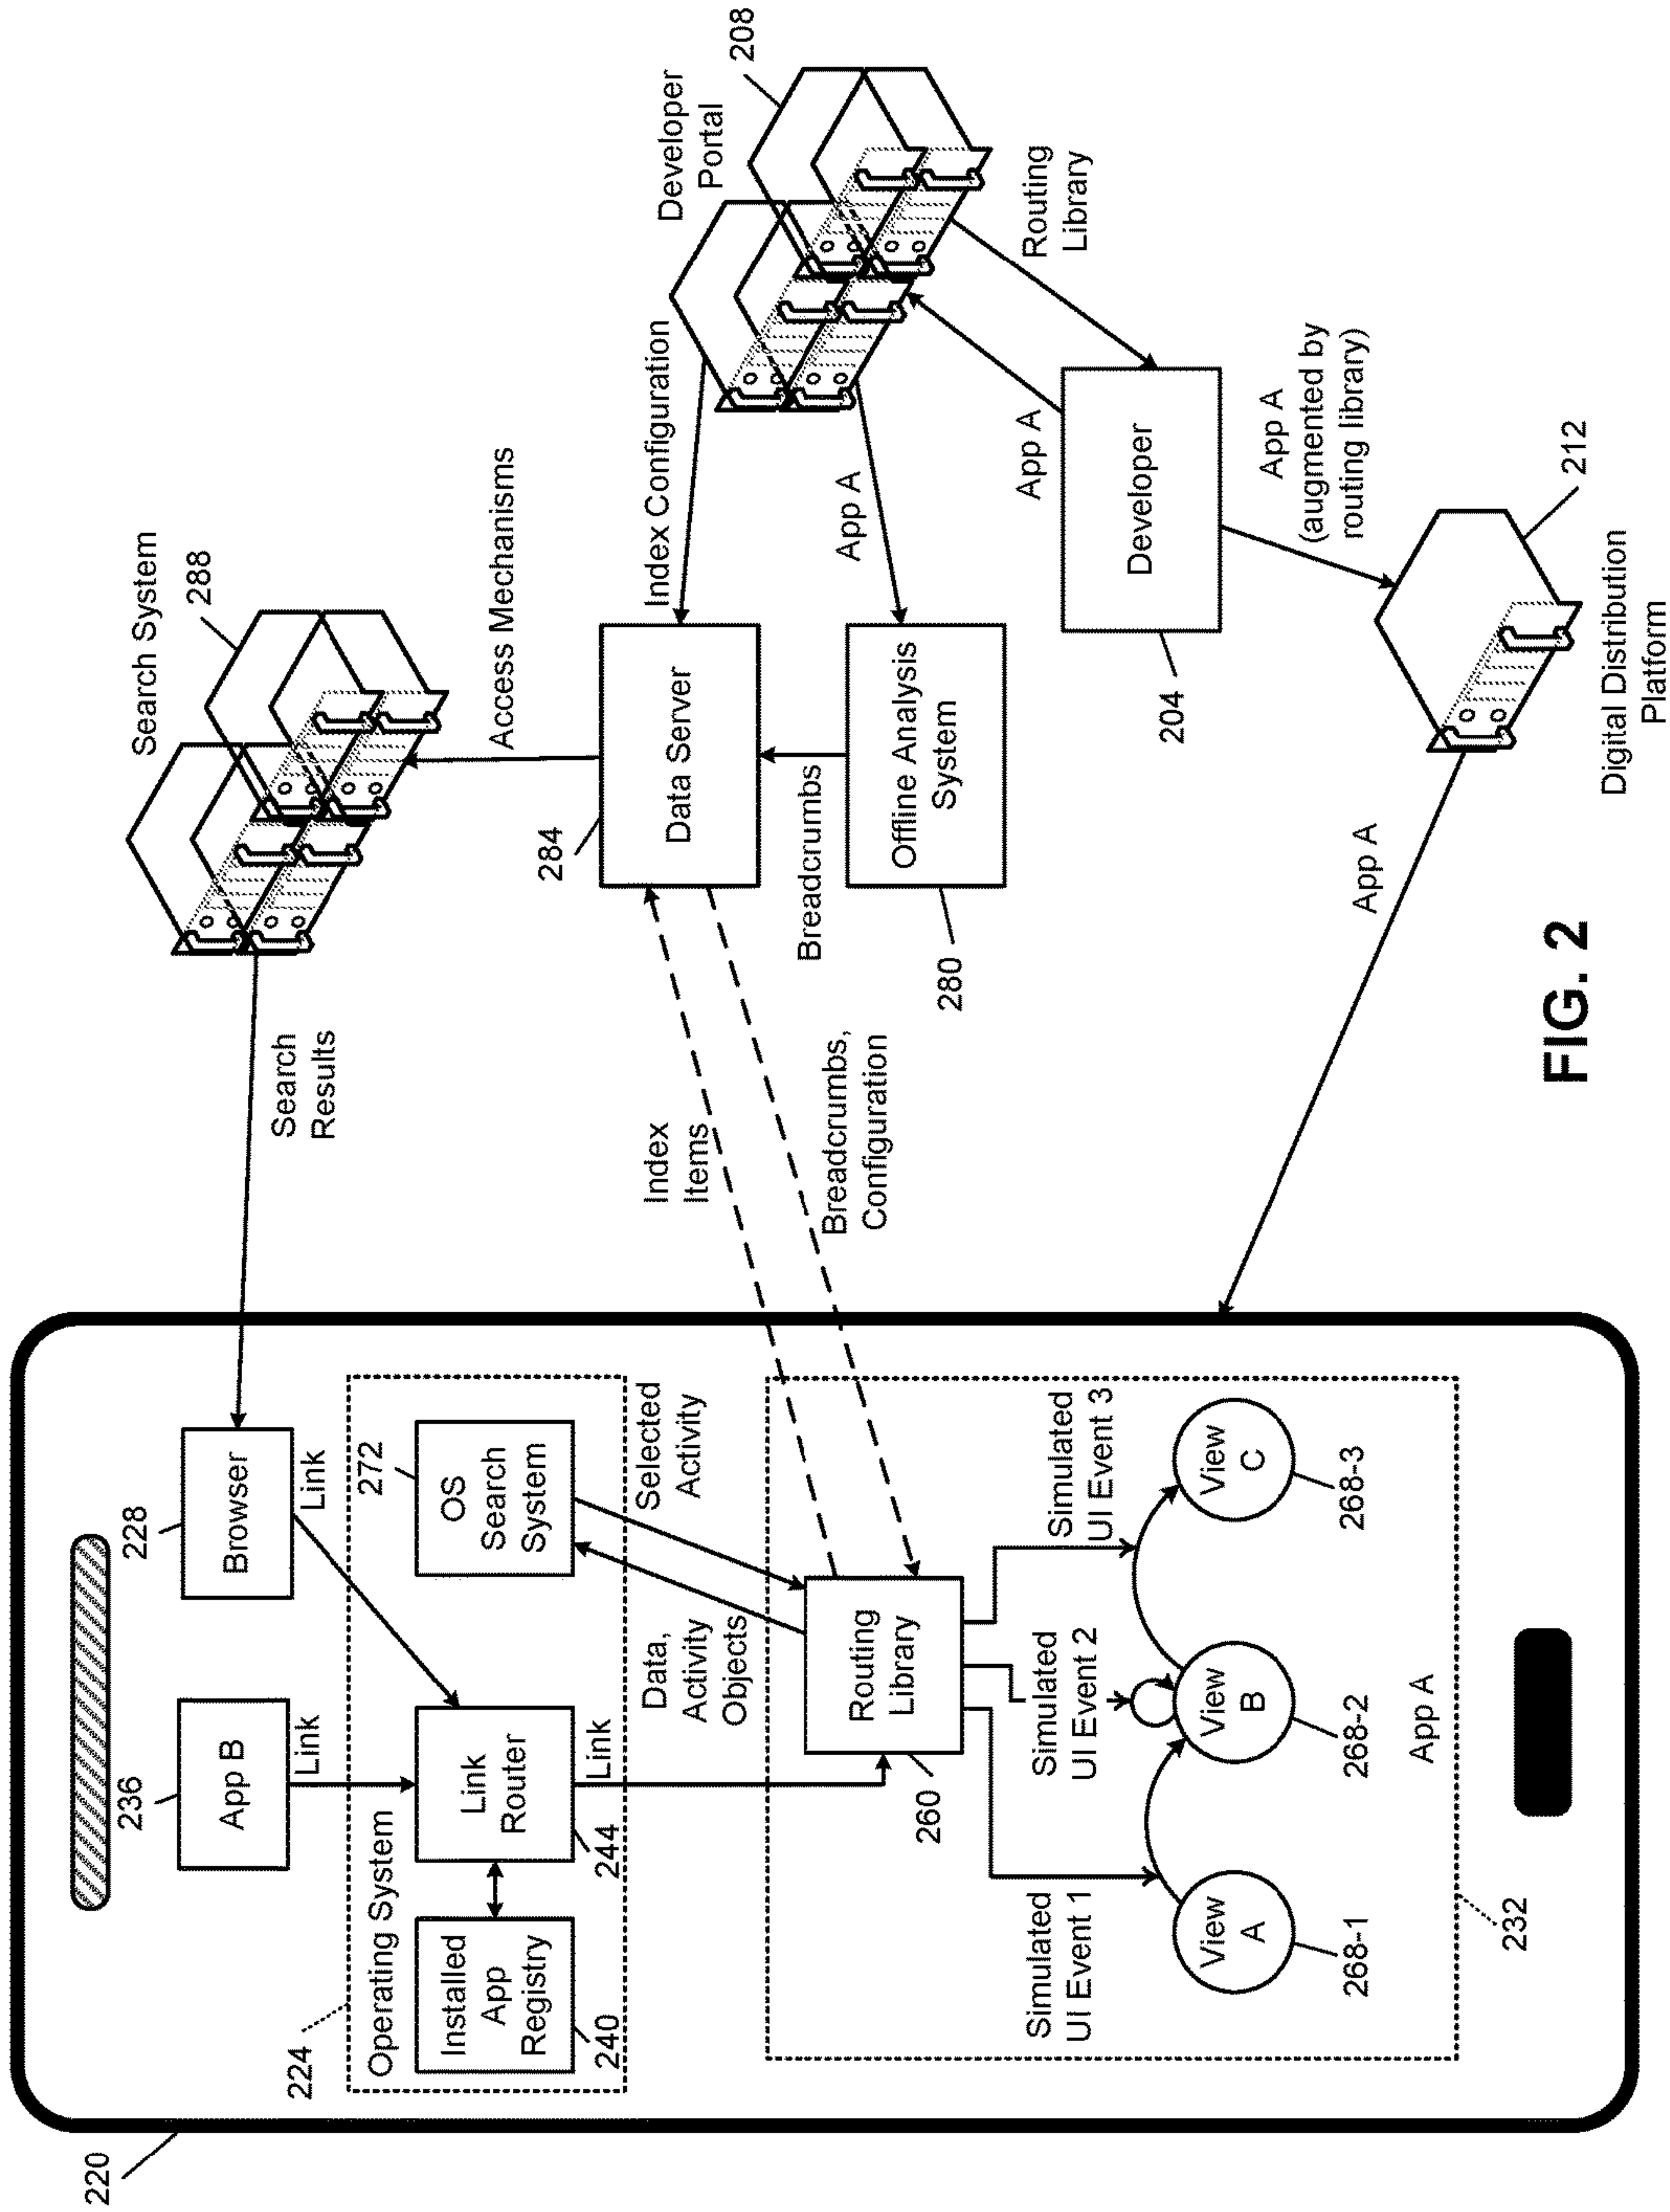 220
236
App B
Link
228
Browser
Link
224
Operating System
Installed
App
Registry
240
Link
Router
244
Link
272
OS
Search
System
Selected
Activity
Data,
Activity
Objects
Routing
Library
260
Simulated
UI Event 1
Simulated
UI Event 2
Simulated
UI Event 3
View
A
268-1
View
B
268-2
View
C
268-3
App A
232
Search
Results
Search System
288
Access Mechanisms
Index
Items
Breadcrumbs,
Configuration
284
Data Server
Index Configuration
Breadcrumbs
Offline Analysis
System
280
App A
Developer
Portal
208
Routing
Library
App A
Developer
204
App A
(augmented by
routing library)
212
Digital Distribution
Platform
App A
FIG. 2